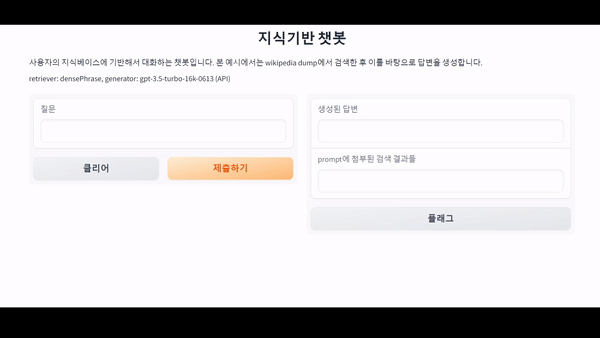 지식기반 챗봇
사용자의 지식베이스에 기반해서 대화하는 챗봇입니다. 본 예시에서는 wikipedia dump에서 검색한 후 이를 바탕으로 답변을 생성합니다.
retriever: densePhrase, generator: gpt-3.5-turbo-16k-0613 (API)
질문
클리어
제출하기
생성된 답변
prompt에 첨부된 검색 결과들
플래그